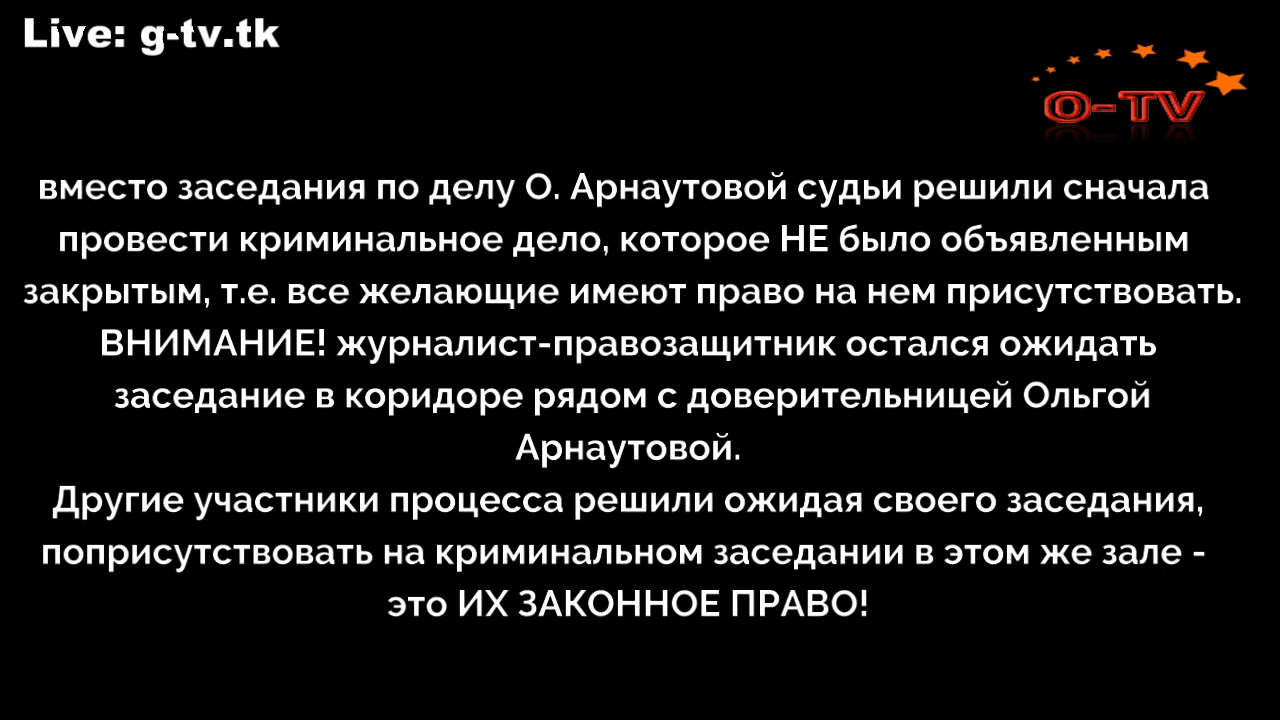 Live: g-tv.tk
O-TV
вместо заседания по делу О. Арнаутовой судьи решили сначала
провести криминальное дело, которое НЕ было объявленным
закрытым, т.е. все желающие имеют право на нем присутствовать.
ВНИМАНИЕ! журналист-правозащитник остался ожидать
заседание в коридоре рядом с доверительницей Ольгой
Арнаутовой.
Другие участники процесса решили ожидая своего заседания,
поприсутствовать на криминальном заседании в этом же зале -
это ИХ ЗАКОННОЕ ПРАВО!